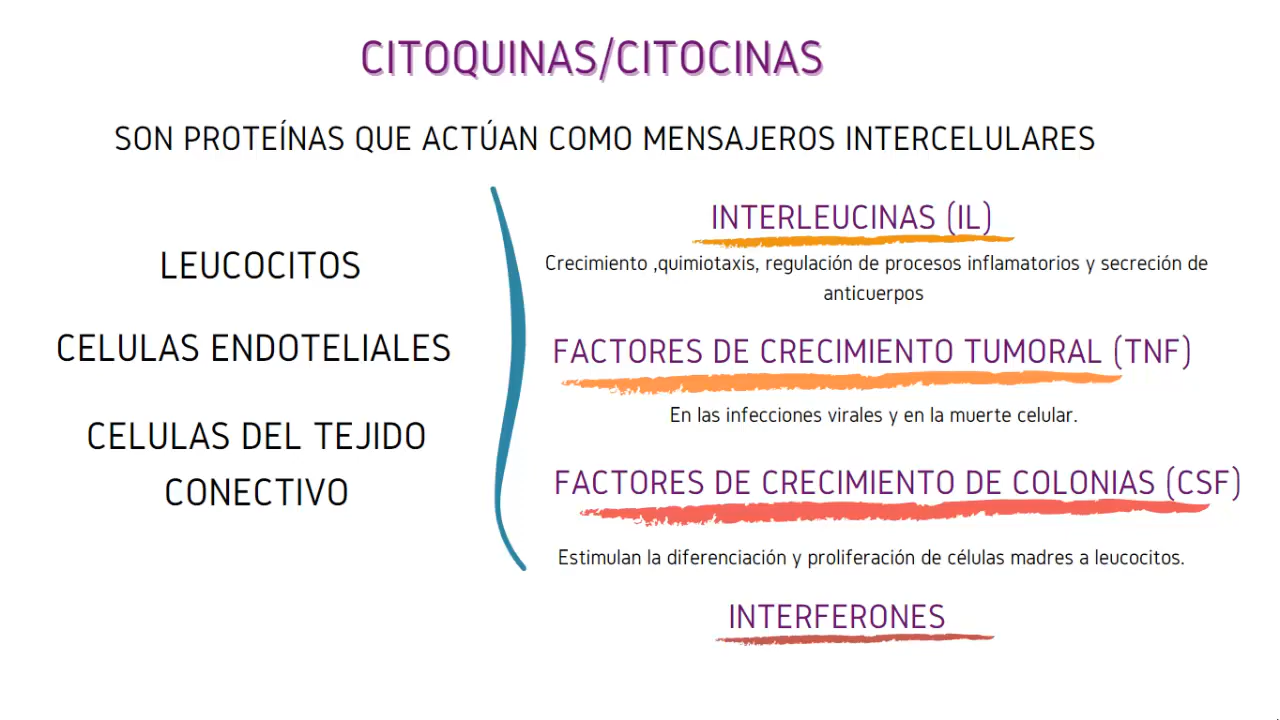 CITOQUINAS/CITOCINAS
SON PROTEÍNAS QUE ACTÚAN COMO MENSAJEROS INTERCELULARES
LEUCOCITOS
CELULAS ENDOTELIALES
CELULAS DEL TEJIDO
CONECTIVO
INTERLEUCINAS (IL)
Crecimiento ,quimiotaxis, regulación de procesos inflamatorios y secreción de
anticuerpos
FACTORES DE CRECIMIENTO TUMORAL (TNF)
En las infecciones virales y en la muerte celular.
FACTORES DE CRECIMIENTO DE COLONIAS (CSF)
Estimulan la diferenciación y proliferación de células madres a leucocitos.
INTERFERONES